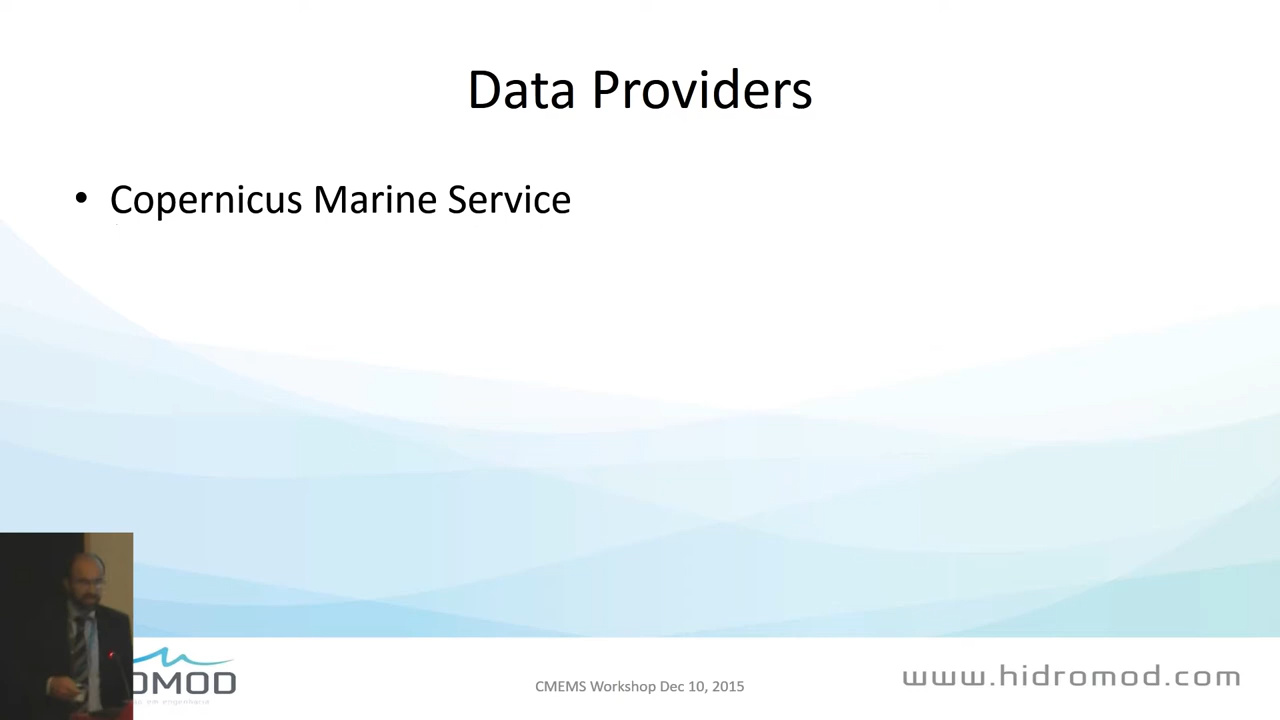 Data Providers
• Copernicus Marine Service
OMOD
CMEMS Workshop Dec 10, 2015
www.hidromod.com